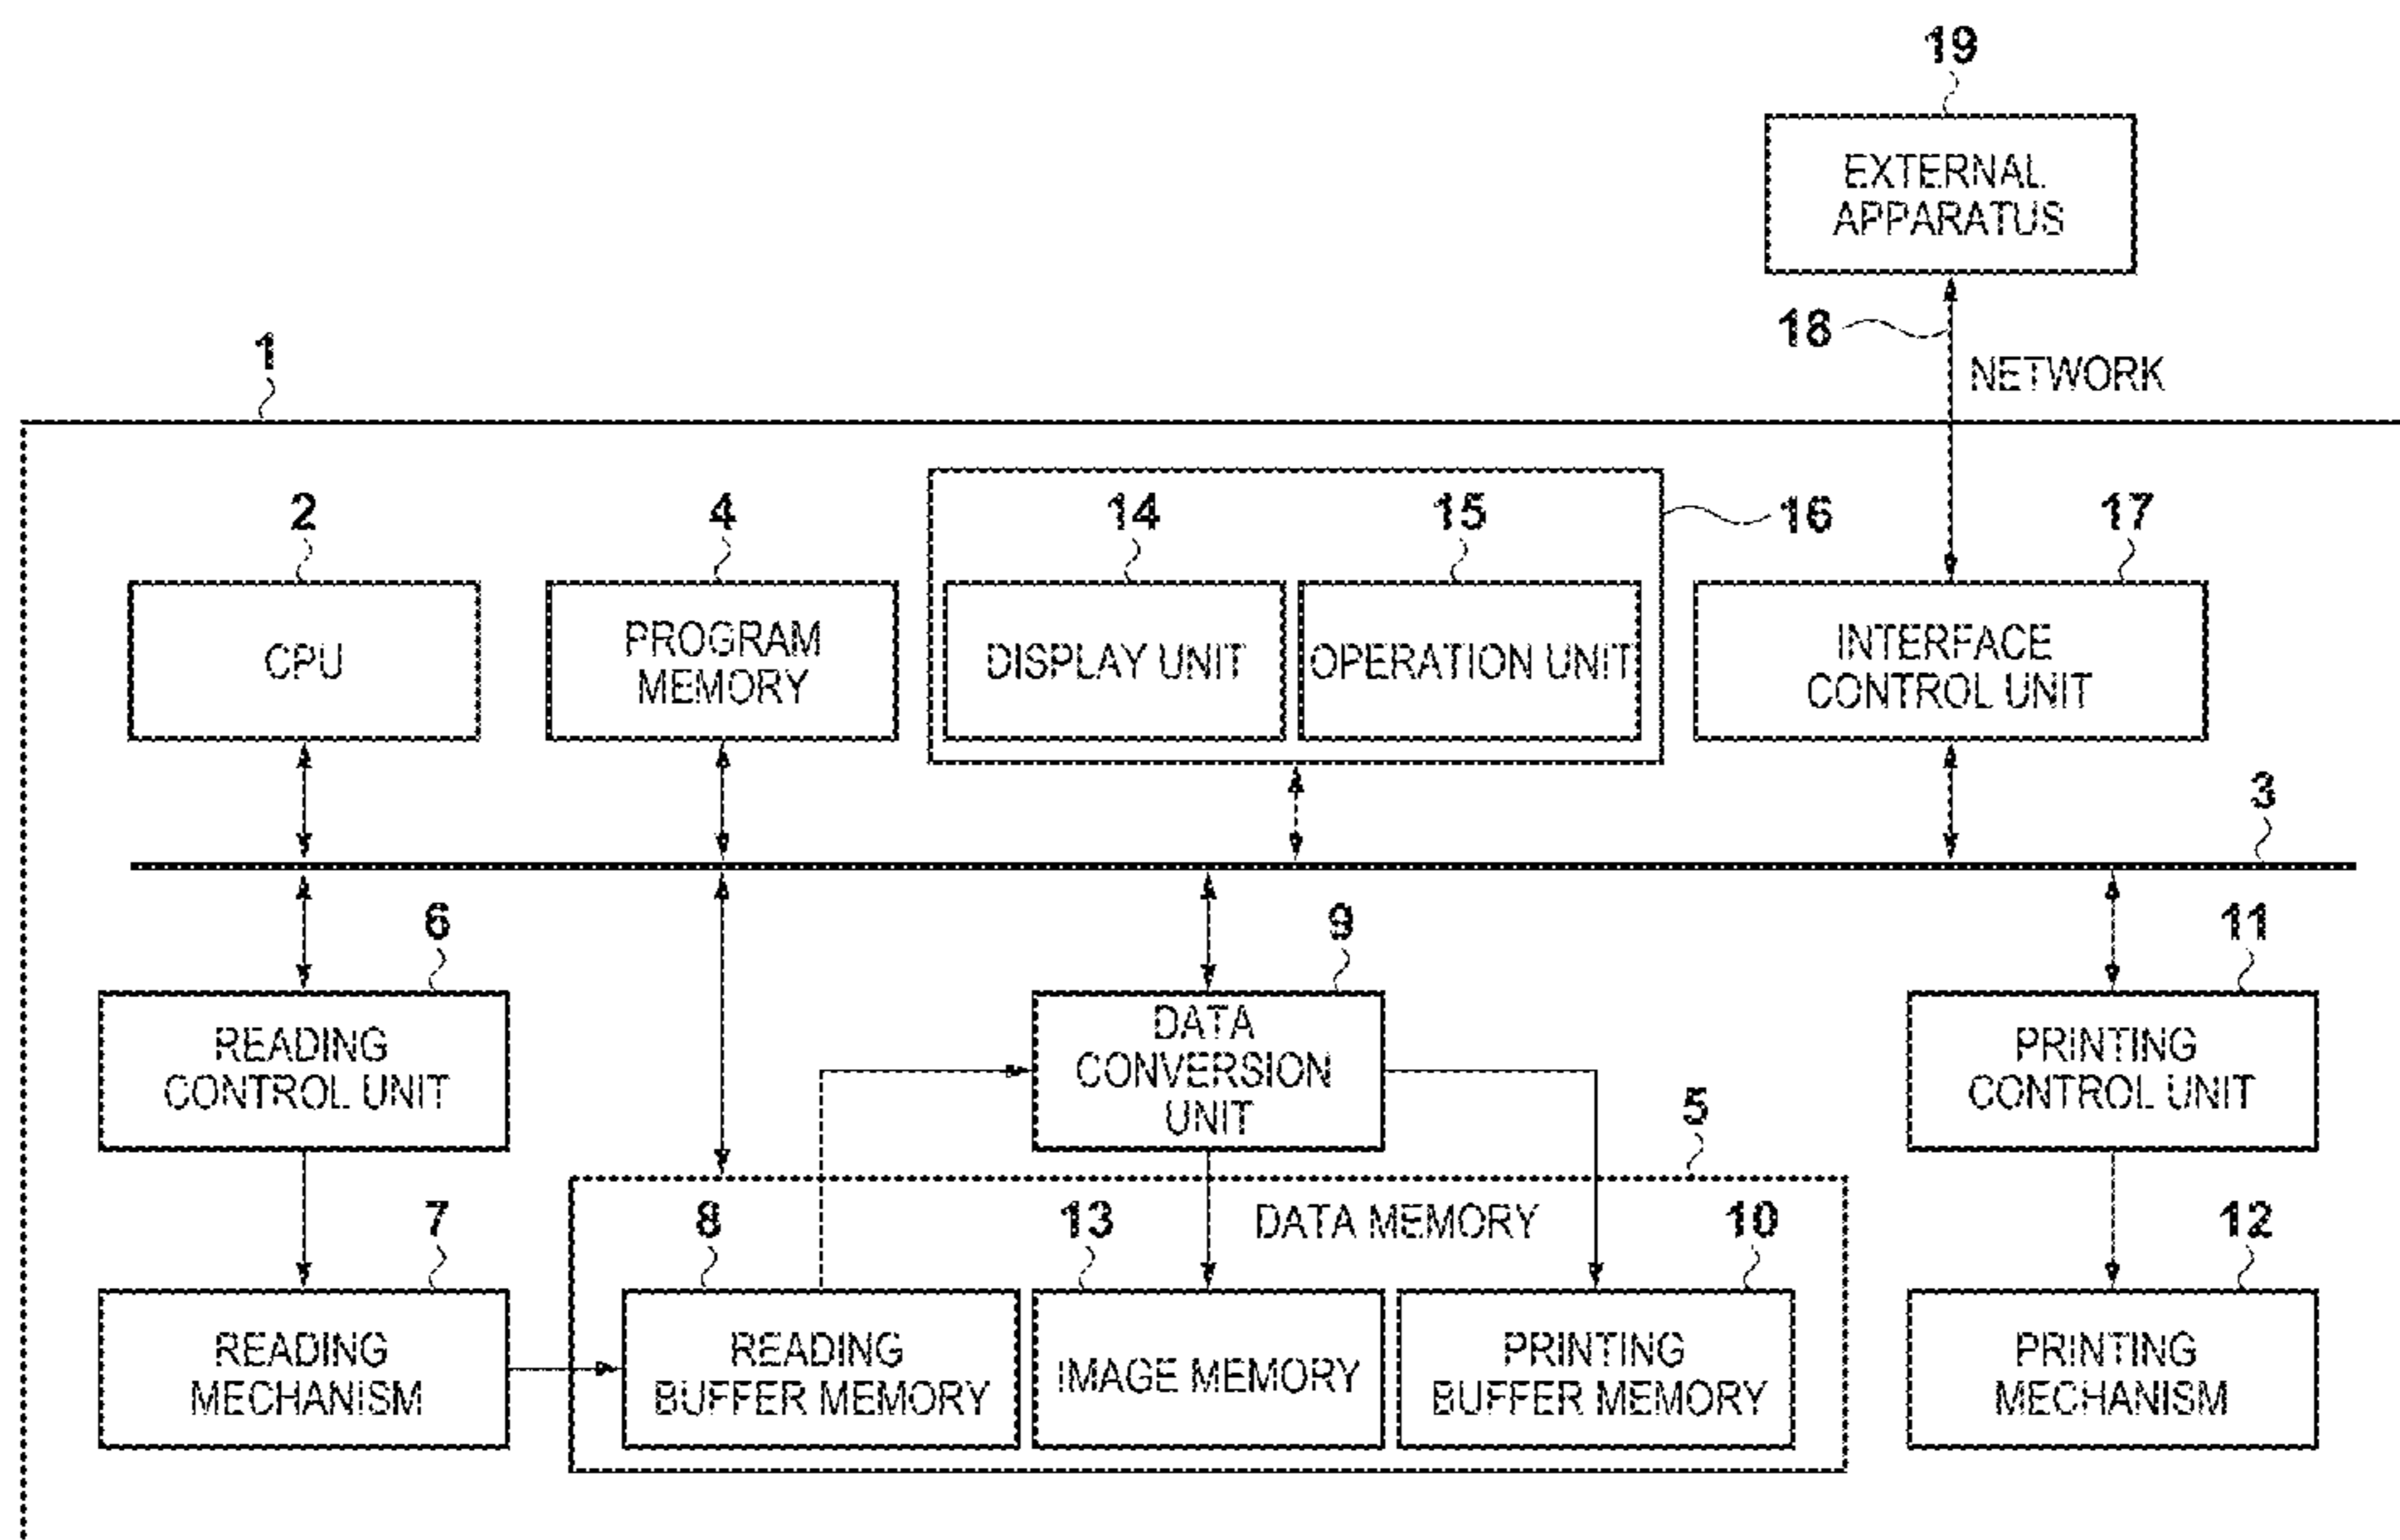 19
EXTERNAL
APPARATUS
18
NETWORK
1
2
4
14
15
16
17
CPU
PROGRAM
MEMORY
DISPLAY UNIT
OPERATION UNIT
INTERFACE
CONTROL UNIT
3
6
9
11
READING
CONTROL UNIT
DATA
CONVERSION
UNIT
PRINTING
CONTROL UNIT
5
7
8
13
DATA MEMORY
10
12
READING
MECHANISM
READING
BUFFER MEMORY
IMAGE MEMORY
PRINTING
BUFFER MEMORY
PRINTING
MECHANISM